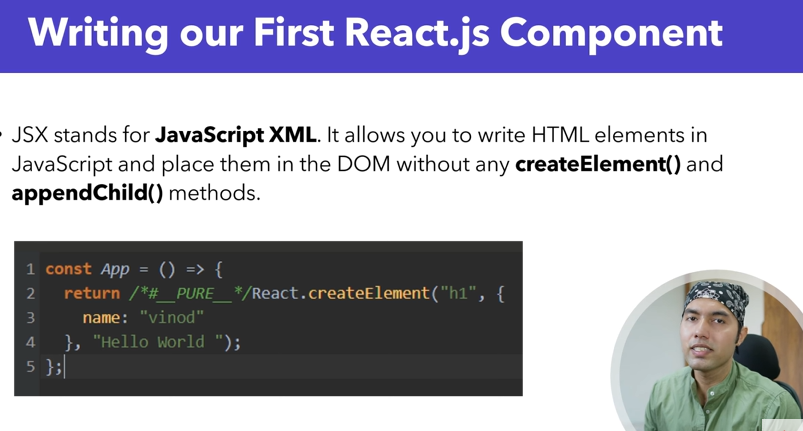 Writing our First React.js Component
• JSX stands for JavaScript XML. It allows you to write HTML elements in
JavaScript and place them in the DOM without any createElement() and
appendChild() methods.
1 const App = () => {
2   return /*#__PURE__*/React.createElement("h1", {
3     name: "vinod"
4   }, "Hello World ");
5 };